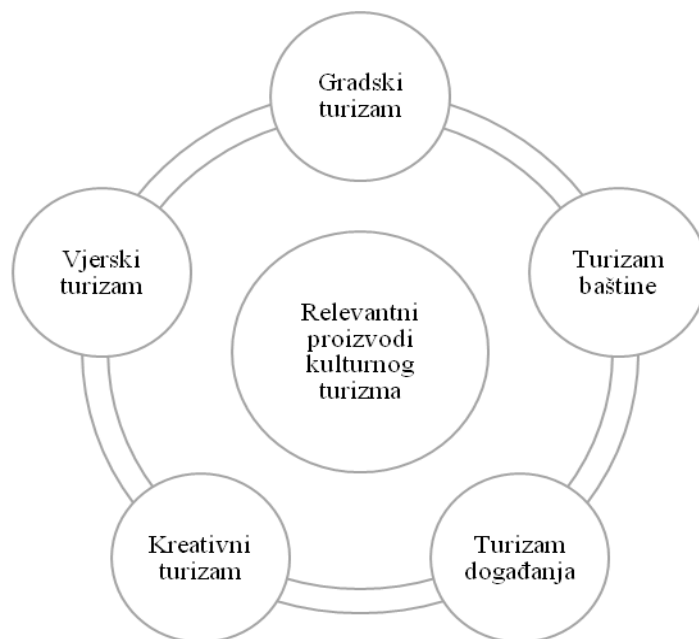 Gradski
turizam
Vjerski
turizam
Turizam
baštine
Relevantni
proizvodi
kulturnog
turizma
Kreativni
turizam
Turizam
događanja